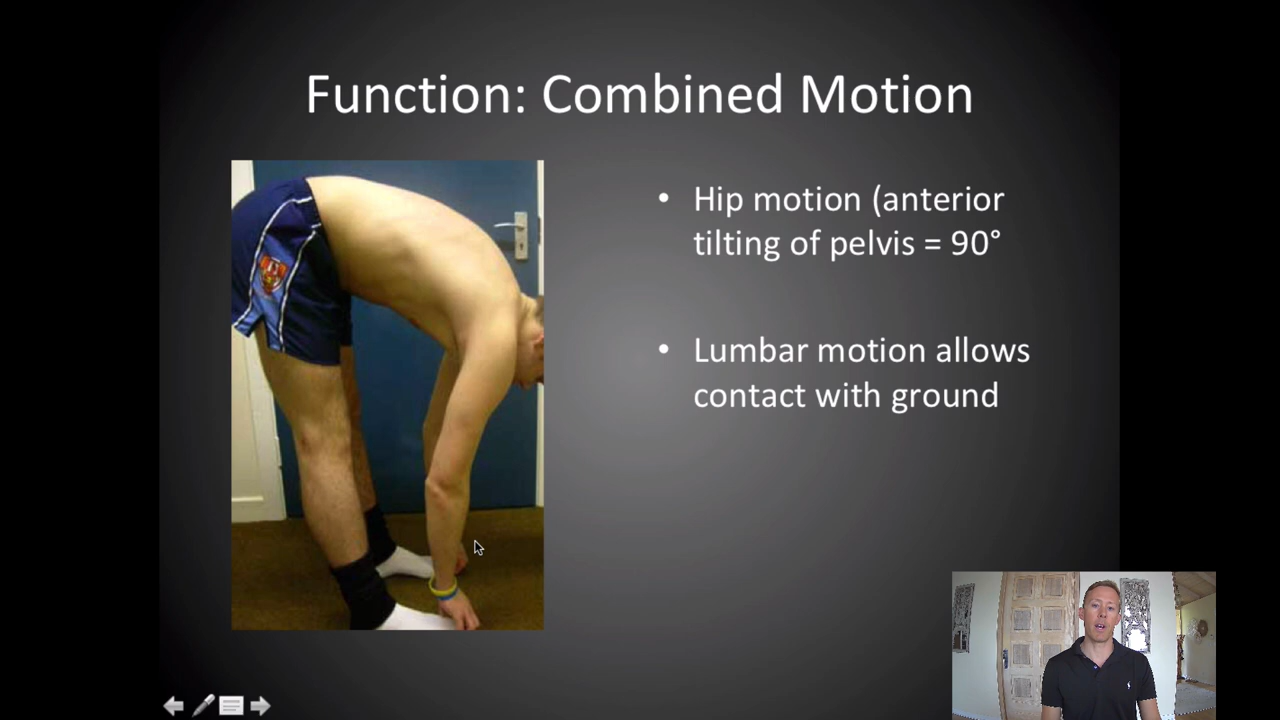 Function: Combined Motion
• Hip motion (anterior
tilting of pelvis = 90°
• Lumbar motion allows
contact with ground